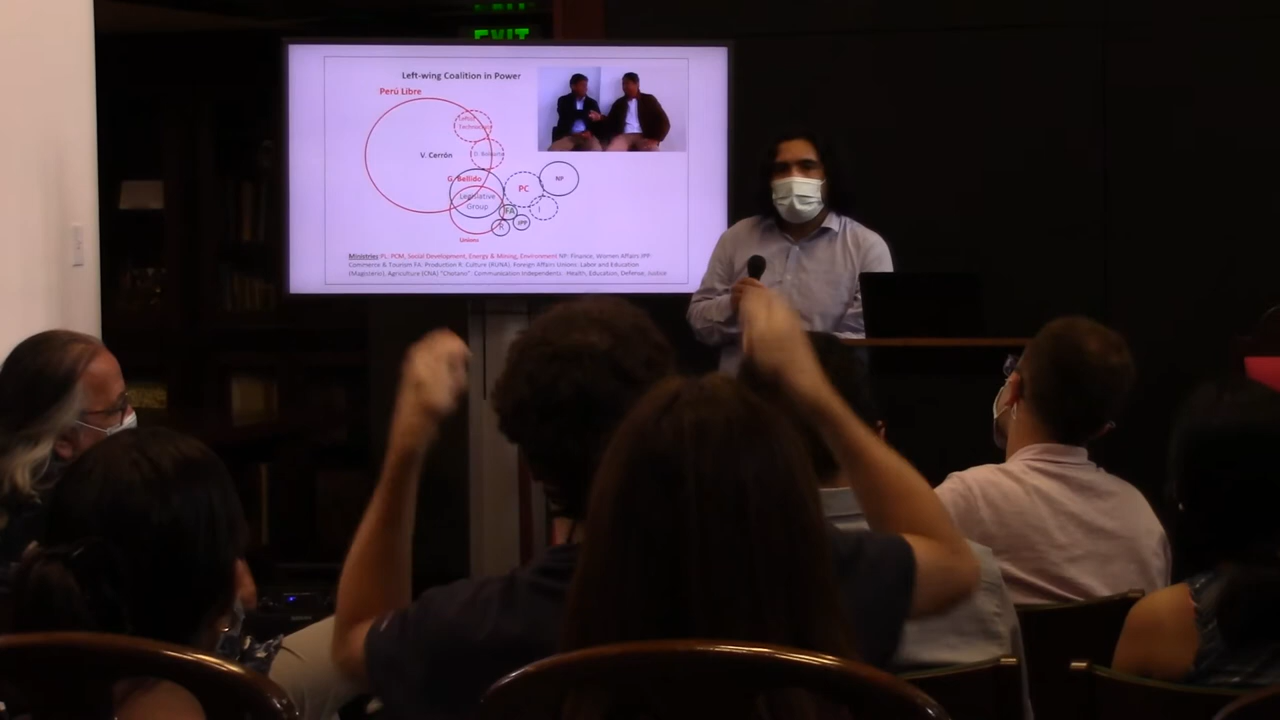 EXIT
Left-wing Coalition in Power
Perú Libre
V. Cerrón
G. Bellido
NP
PC
Legislative
Group
FA
JPP
R
Unions
Ministries PL: PCM, Social Development, Energy & Mining, Environment NP: Finance, Women Affairs JPP:
Commerce & Tourism FA: Production R: Culture (RUNA). Foreign Affair Unions: Labor and Education
(Magisterio), Agriculture (CNA) "Chotano": Communication Independents: Health, Education, Defense, Justice